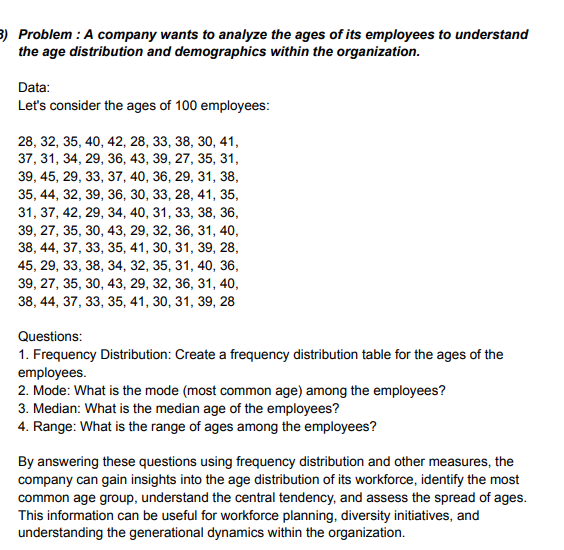 3) Problem : A company wants to analyze the ages of its employees to understand
the age distribution and demographics within the organization.
Data:
Let's consider the ages of 100 employees:
28, 32, 35, 40, 42, 28, 33, 38, 30, 41,
37, 31, 34, 29, 36, 43, 39, 27, 35, 31,
39, 45, 29, 33, 37, 40, 36, 29, 31, 38,
35, 44, 32, 39, 36, 30, 33, 28, 41, 35,
31, 37, 42, 29, 34, 40, 31, 33, 38, 36,
39, 27, 35, 30, 43, 29, 32, 36, 31, 40,
38, 44, 37, 33, 35, 41, 30, 31, 39, 28,
45, 29, 33, 38, 34, 32, 35, 31, 40, 36,
39, 27, 35, 30, 43, 29, 32, 36, 31, 40,
38, 44, 37, 33, 35, 41, 30, 31, 39, 28
Questions:
1. Frequency Distribution: Create a frequency distribution table for the ages of the
employees.
2. Mode: What is the mode (most common age) among the employees?
3. Median: What is the median age of the employees?
4. Range: What is the range of ages among the employees?
By answering these questions using frequency distribution and other measures, the
company can gain insights into the age distribution of its workforce, identify the most
common age group, understand the central tendency, and assess the spread of ages.
This information can be useful for workforce planning, diversity initiatives, and
understanding the generational dynamics within the organization.